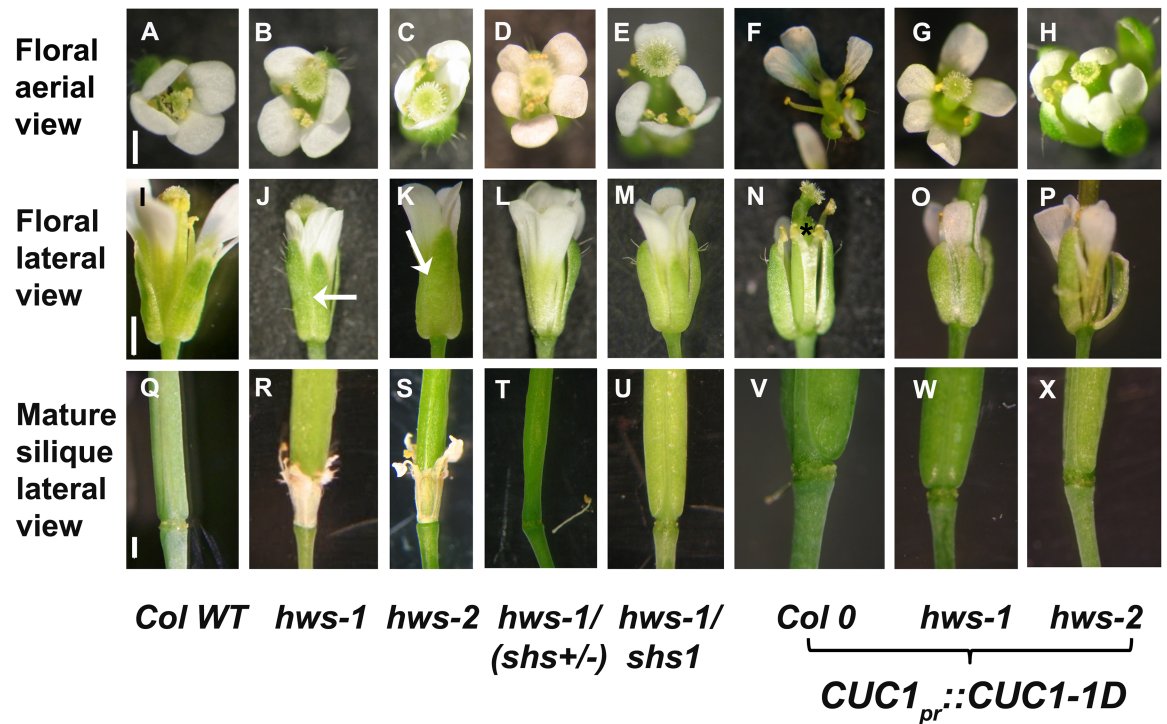 Floral aerial view
A B C D E F G H
Floral lateral view
I J K L M N * O P
Mature silique lateral view
Q R S T U V W X
Col WT hws-1 hws-2 hws-1/ hws-1/ Col 0 hws-1 hws-2
(shs+/-) shs1
CUC1pr::CUC1-1D